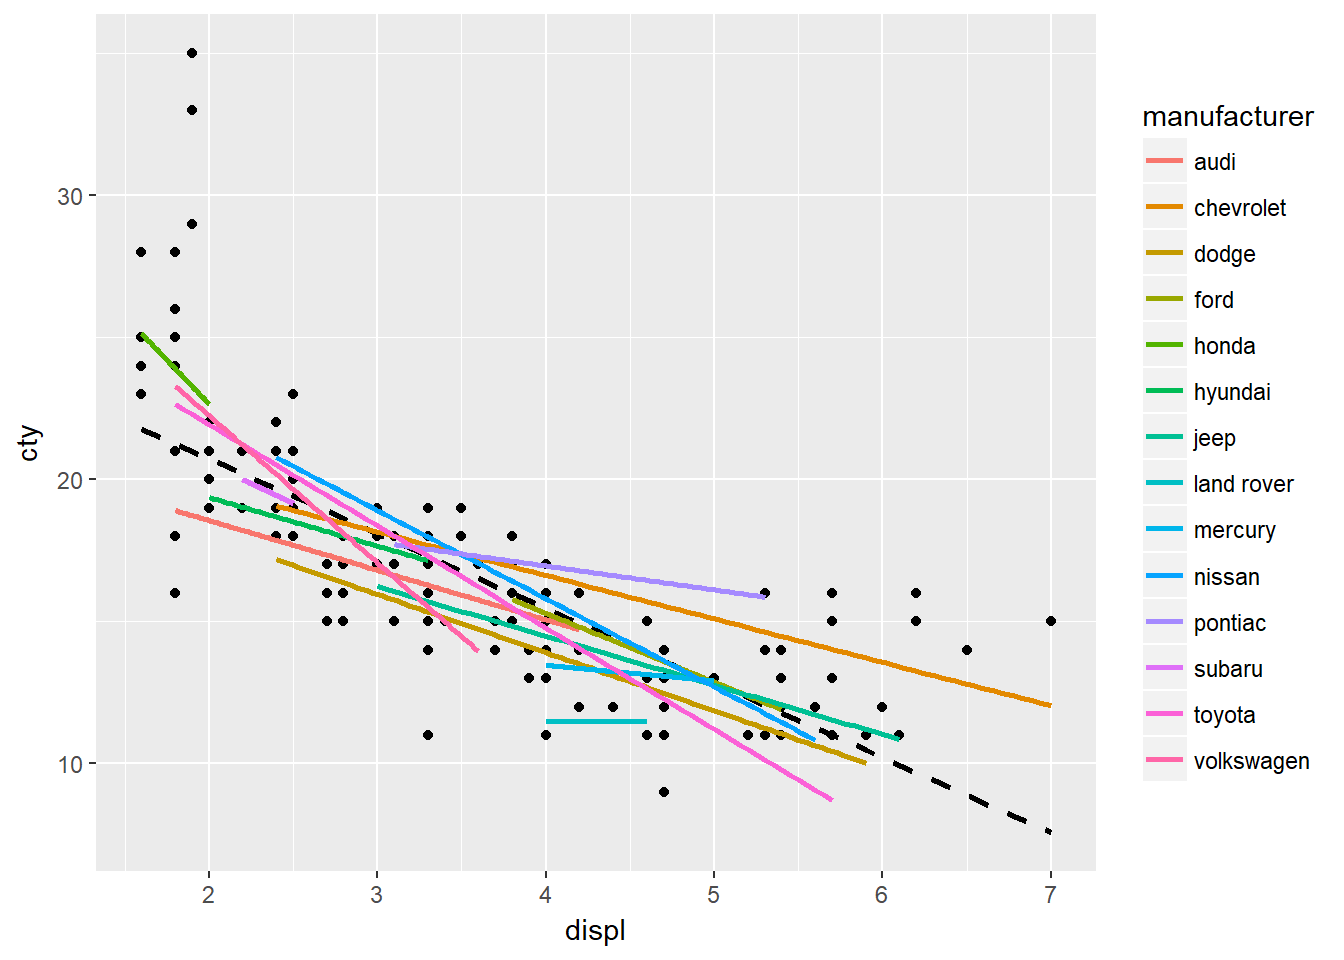 cty
30
20
10
2 3 4 5 6 7
displ
manufacturer
audi
chevrolet
dodge
ford
honda
hyundai
jeep
land rover
mercury
nissan
pontiac
subaru
toyota
volkswagen